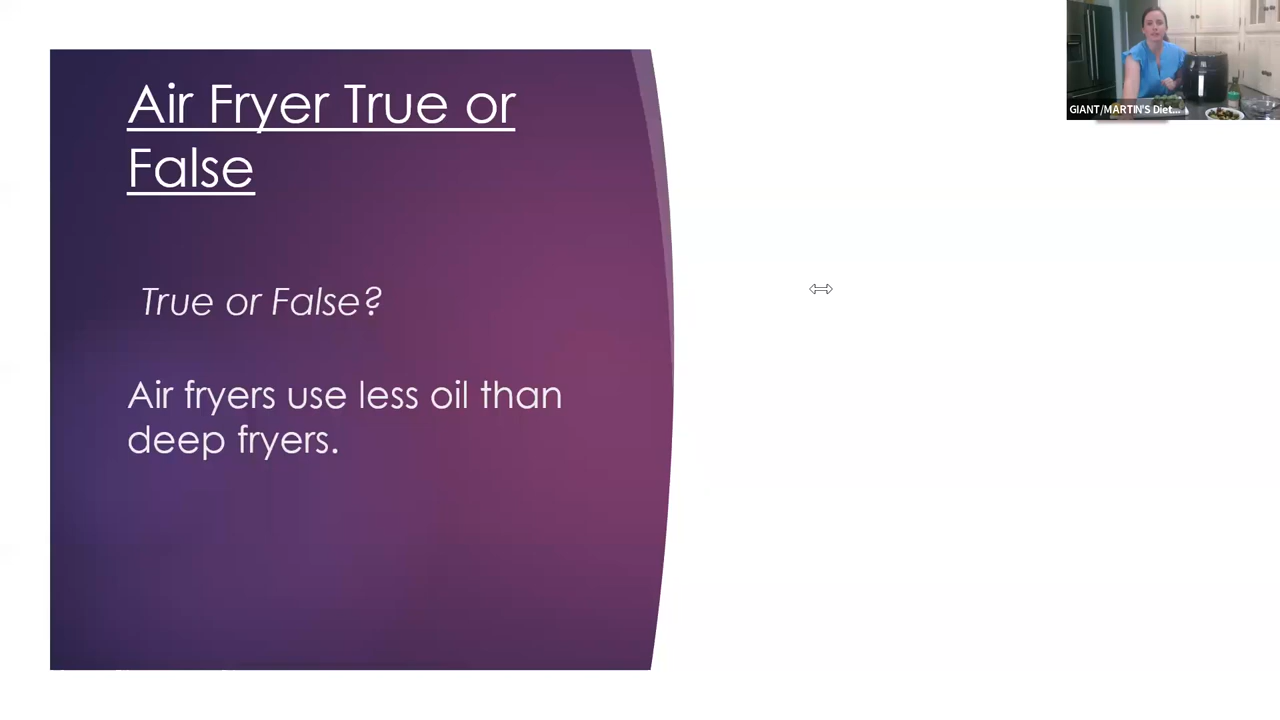 Air Fryer True or
False
True or False?
Air fryers use less oil than
deep fryers.
GIANT/MARTIN'S Diet...